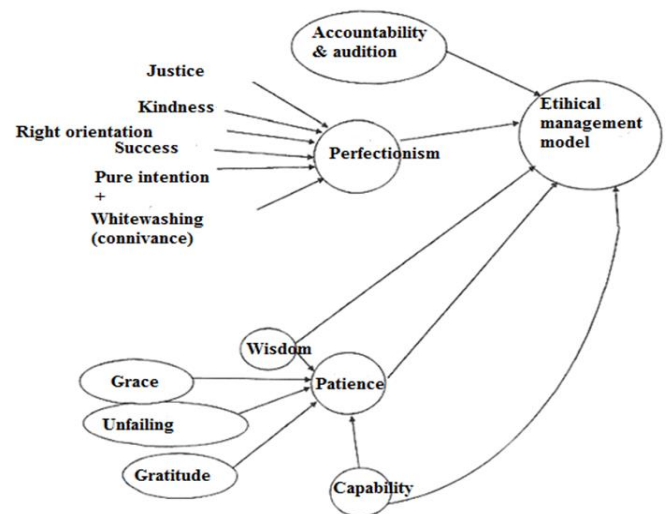 Accountability
& audition
Justice
Kindness
Right orientation
Success
Pure intention
+
Whitewashing
(connivance)
Perfectionism
Etihical
management
model
Wisdom
Grace
Patience
Unfailing
Gratitude
Capability